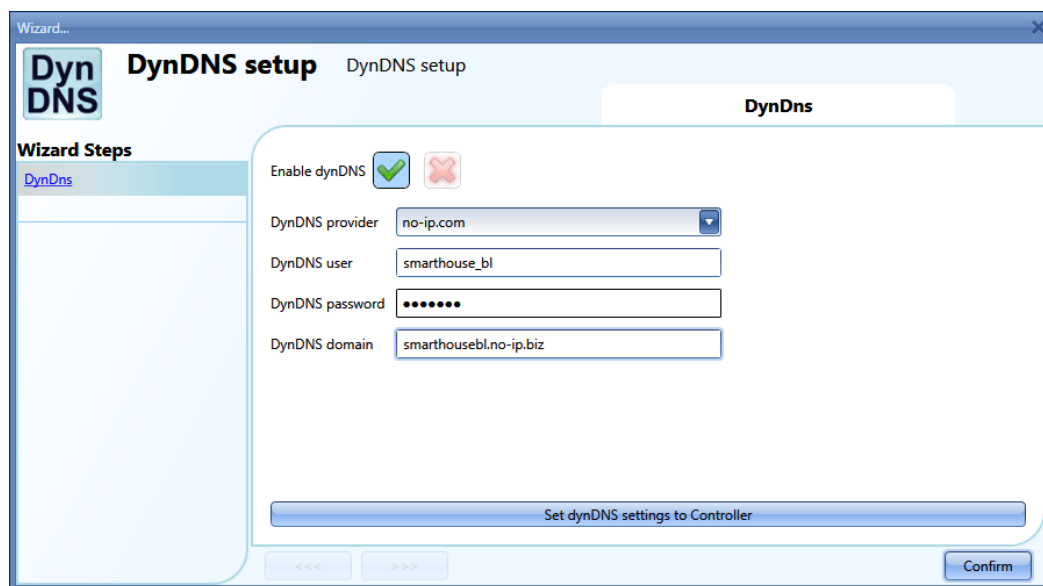 Wizard...
Dyn
DNS
DynDNS setup DynDNS setup
DynDns
Wizard Steps
DynDns
Enable dynDNS
DynDNS provider no-ip.com
DynDNS user smarthouse_bl
DynDNS password •••••••
DynDNS domain smarthousebl.no-ip.biz
Set dynDNS settings to Controller
<<< >>> Confirm